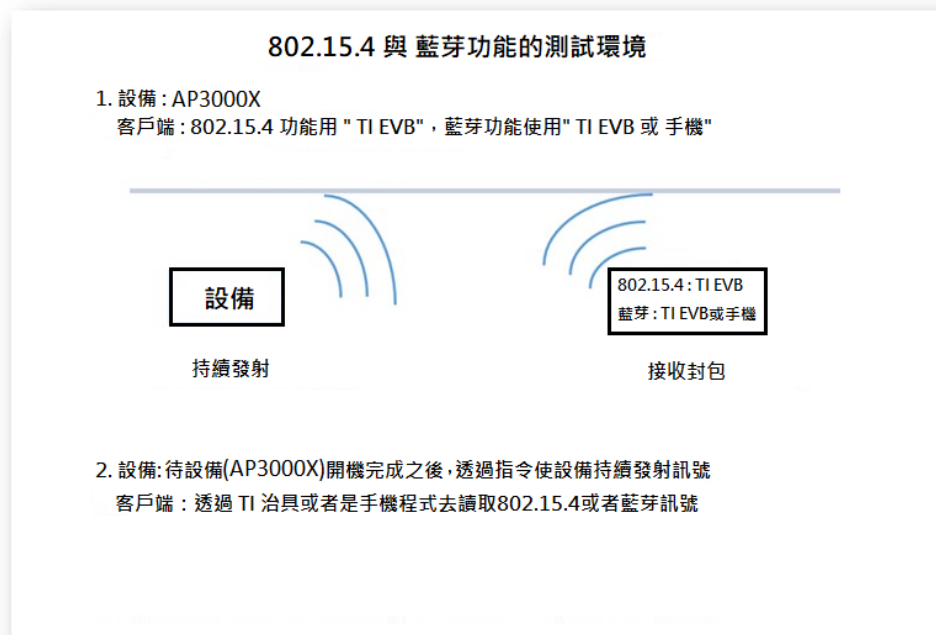 802.15.4 與 藍芽功能的測試環境
1. 設備 : AP3000X
客戶端 : 802.15.4 功能用 " TI EVB"，藍芽功能使用" TI EVB 或 手機"
設備
802.15.4 : TI EVB
藍芽 : TI EVB或手機
持續發射
接收封包
2. 設備: 待設備(AP3000X)開機完成之後，透過指令使設備持續發射訊號
客戶端 : 透過 TI 治具或者是手機程式去讀取802.15.4或者藍芽訊號